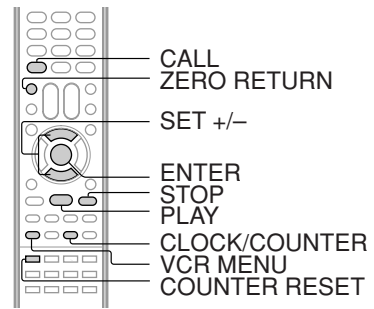 CALL
ZERO RETURN
SET +/–
ENTER
STOP
PLAY
CLOCK/COUNTER
VCR MENU
COUNTER RESET